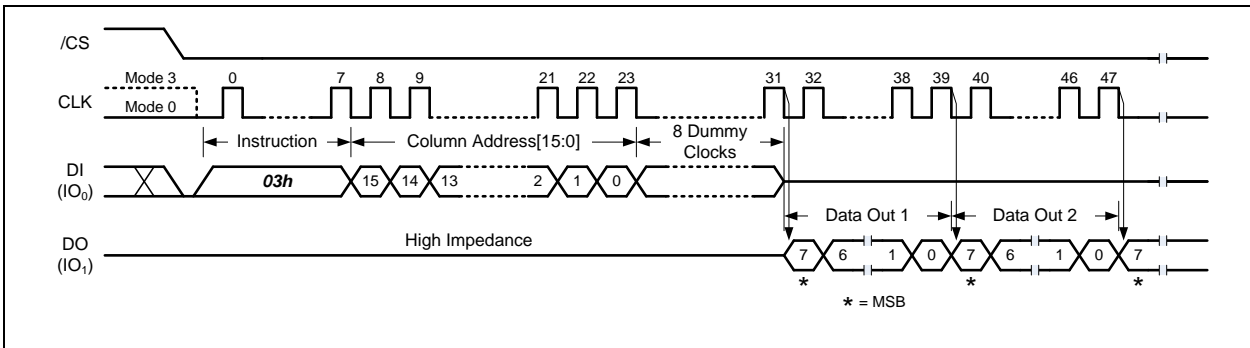 /CS
Mode 3 0 7 8 9 21 22 23 31 32 38 39 40 46 47
CLK
Mode 0
Instruction Column Address[15:0] 8 Dummy
Clocks
DI
(IO0)
03h 15 14 13 2 1 0
Data Out 1 Data Out 2
High Impedance
DO
(IO1)
7 6 1 0 7 6 1 0 7
* * *
* = MSB